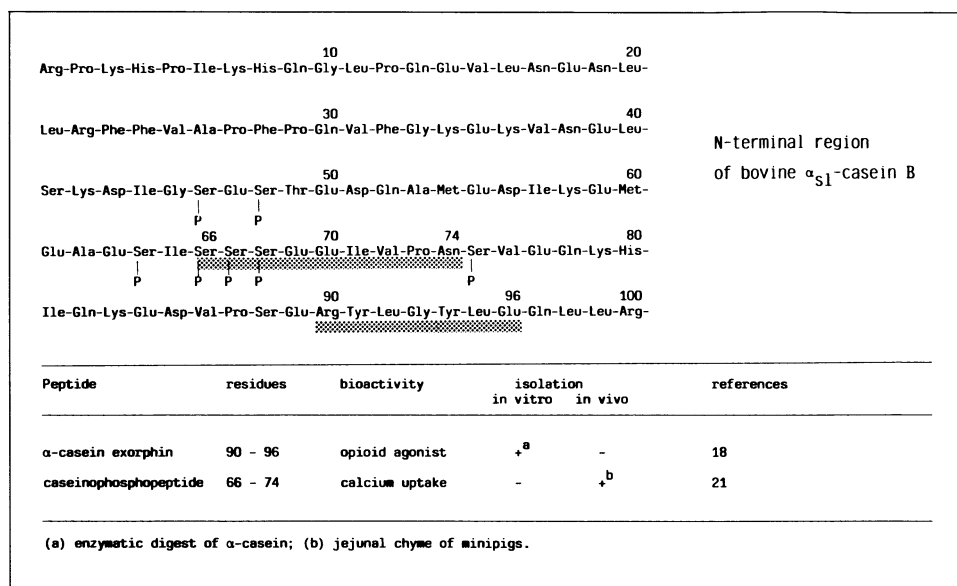 10 20
Arg-Pro-Lys-His-Pro-Ile-Lys-His-Gln-Gly-Leu-Pro-Gln-Glu-Val-Leu-Asn-Glu-Asn-Leu-
30 40
Leu-Arg-Phe-Phe-Val-Ala-Pro-Phe-Pro-Gln-Val-Phe-Gly-Lys-Glu-Lys-Val-Asn-Glu-Leu-
N-terminal region
of bovine αS1-casein B
50 60
Ser-Lys-Asp-Ile-Gly-Ser-Glu-Ser-Thr-Glu-Asp-Gln-Ala-Met-Glu-Asp-Ile-Lys-Glu-Met-
P P
66 70 74 80
Glu-Ala-Glu-Ser-Ile-Ser-Ser-Ser-Glu-Glu-Ile-Val-Pro-Asn-Ser-Val-Glu-Gln-Lys-His-
P P P P P
90 96 100
Ile-Gln-Lys-Glu-Asp-Val-Pro-Ser-Glu-Arg-Tyr-Leu-Gly-Tyr-Leu-Glu-Gln-Leu-Leu-Arg-
Peptide residues bioactivity isolation references
in vitro in vivo
α-casein exorphin 90 - 96 opioid agonist +a - 18
caseinophosphopeptide 66 - 74 calcium uptake - +b 21
(a) enzymatic digest of α-casein; (b) jejunal chyme of minipigs.